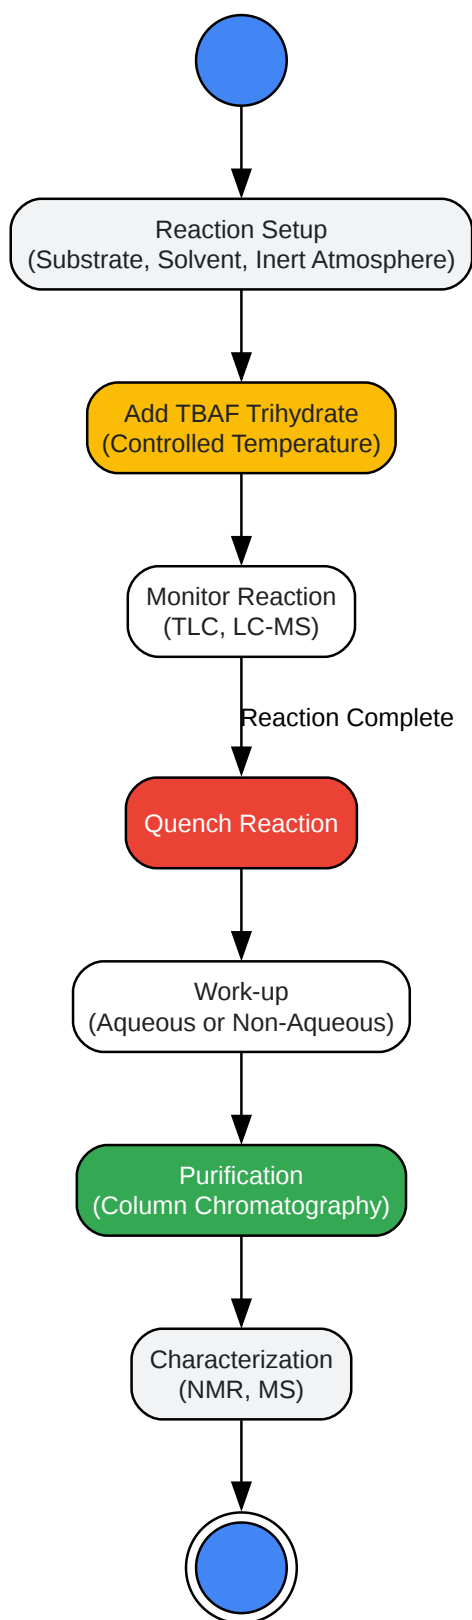 Reaction Setup
(Substrate, Solvent, Inert Atmosphere)
Add TBAF Trihydrate
(Controlled Temperature)
Monitor Reaction
(TLC, LC-MS)
Reaction Complete
Quench Reaction
Work-up
(Aqueous or Non-Aqueous)
Purification
(Column Chromatography)
Characterization
(NMR, MS)